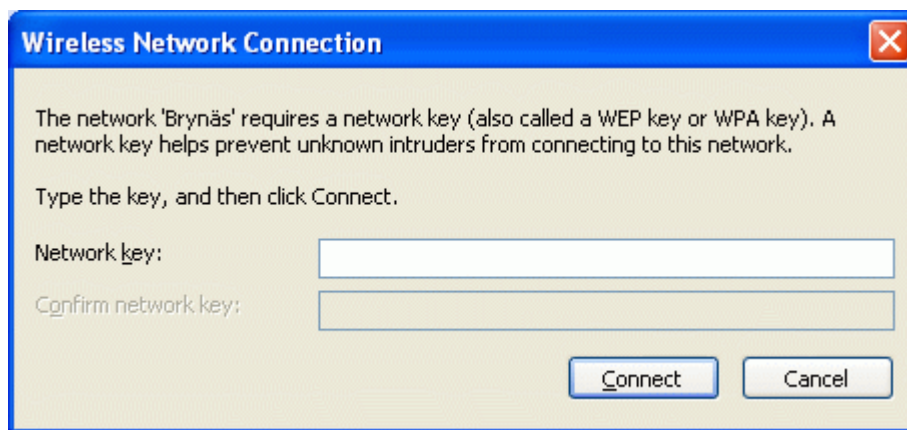 Wireless Network Connection
The network 'Brynäs' requires a network key (also called a WEP key or WPA key). A
network key helps prevent unknown intruders from connecting to this network.
Type the key, and then click Connect.
Network key:
Confirm network key:
Connect Cancel